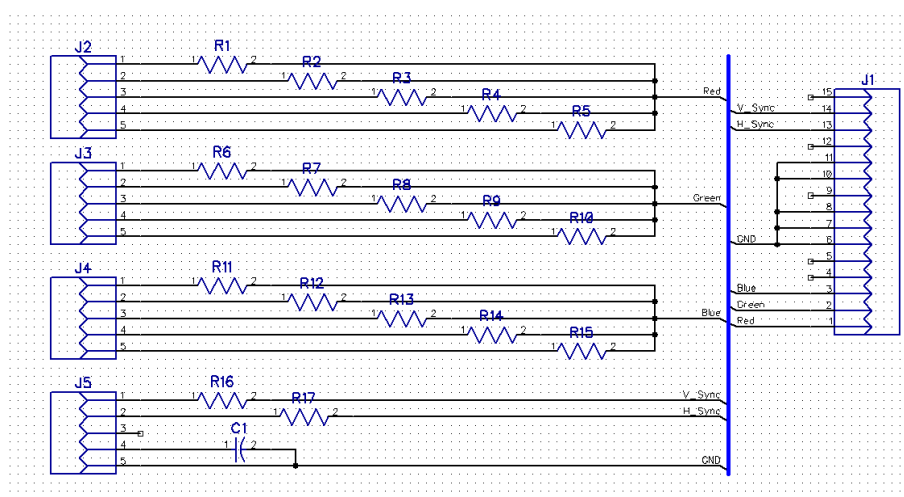 J2
1 1 R1 2
2 1 R2 2
3 1 R3 2 Red
4 1 R4 2
5 1 R5 2
J3
1 1 R6 2
2 1 R7 2
3 1 R8 2 Green
4 1 R9 2
5 1 R10 2
J4
1 1 R11 2
2 1 R12 2
3 1 R13 2 Blue
4 1 R14 2
5 1 R15 2
J5
1 1 R16 2 V_Sync
2 1 R17 2 H_Sync
3
4 1 C1 2
5 GND
J1
15
V_Sync 14
H_Sync 13
12
11
10
9
8
7
GND 6
5
4
Blue 3
Green 2
Red 1